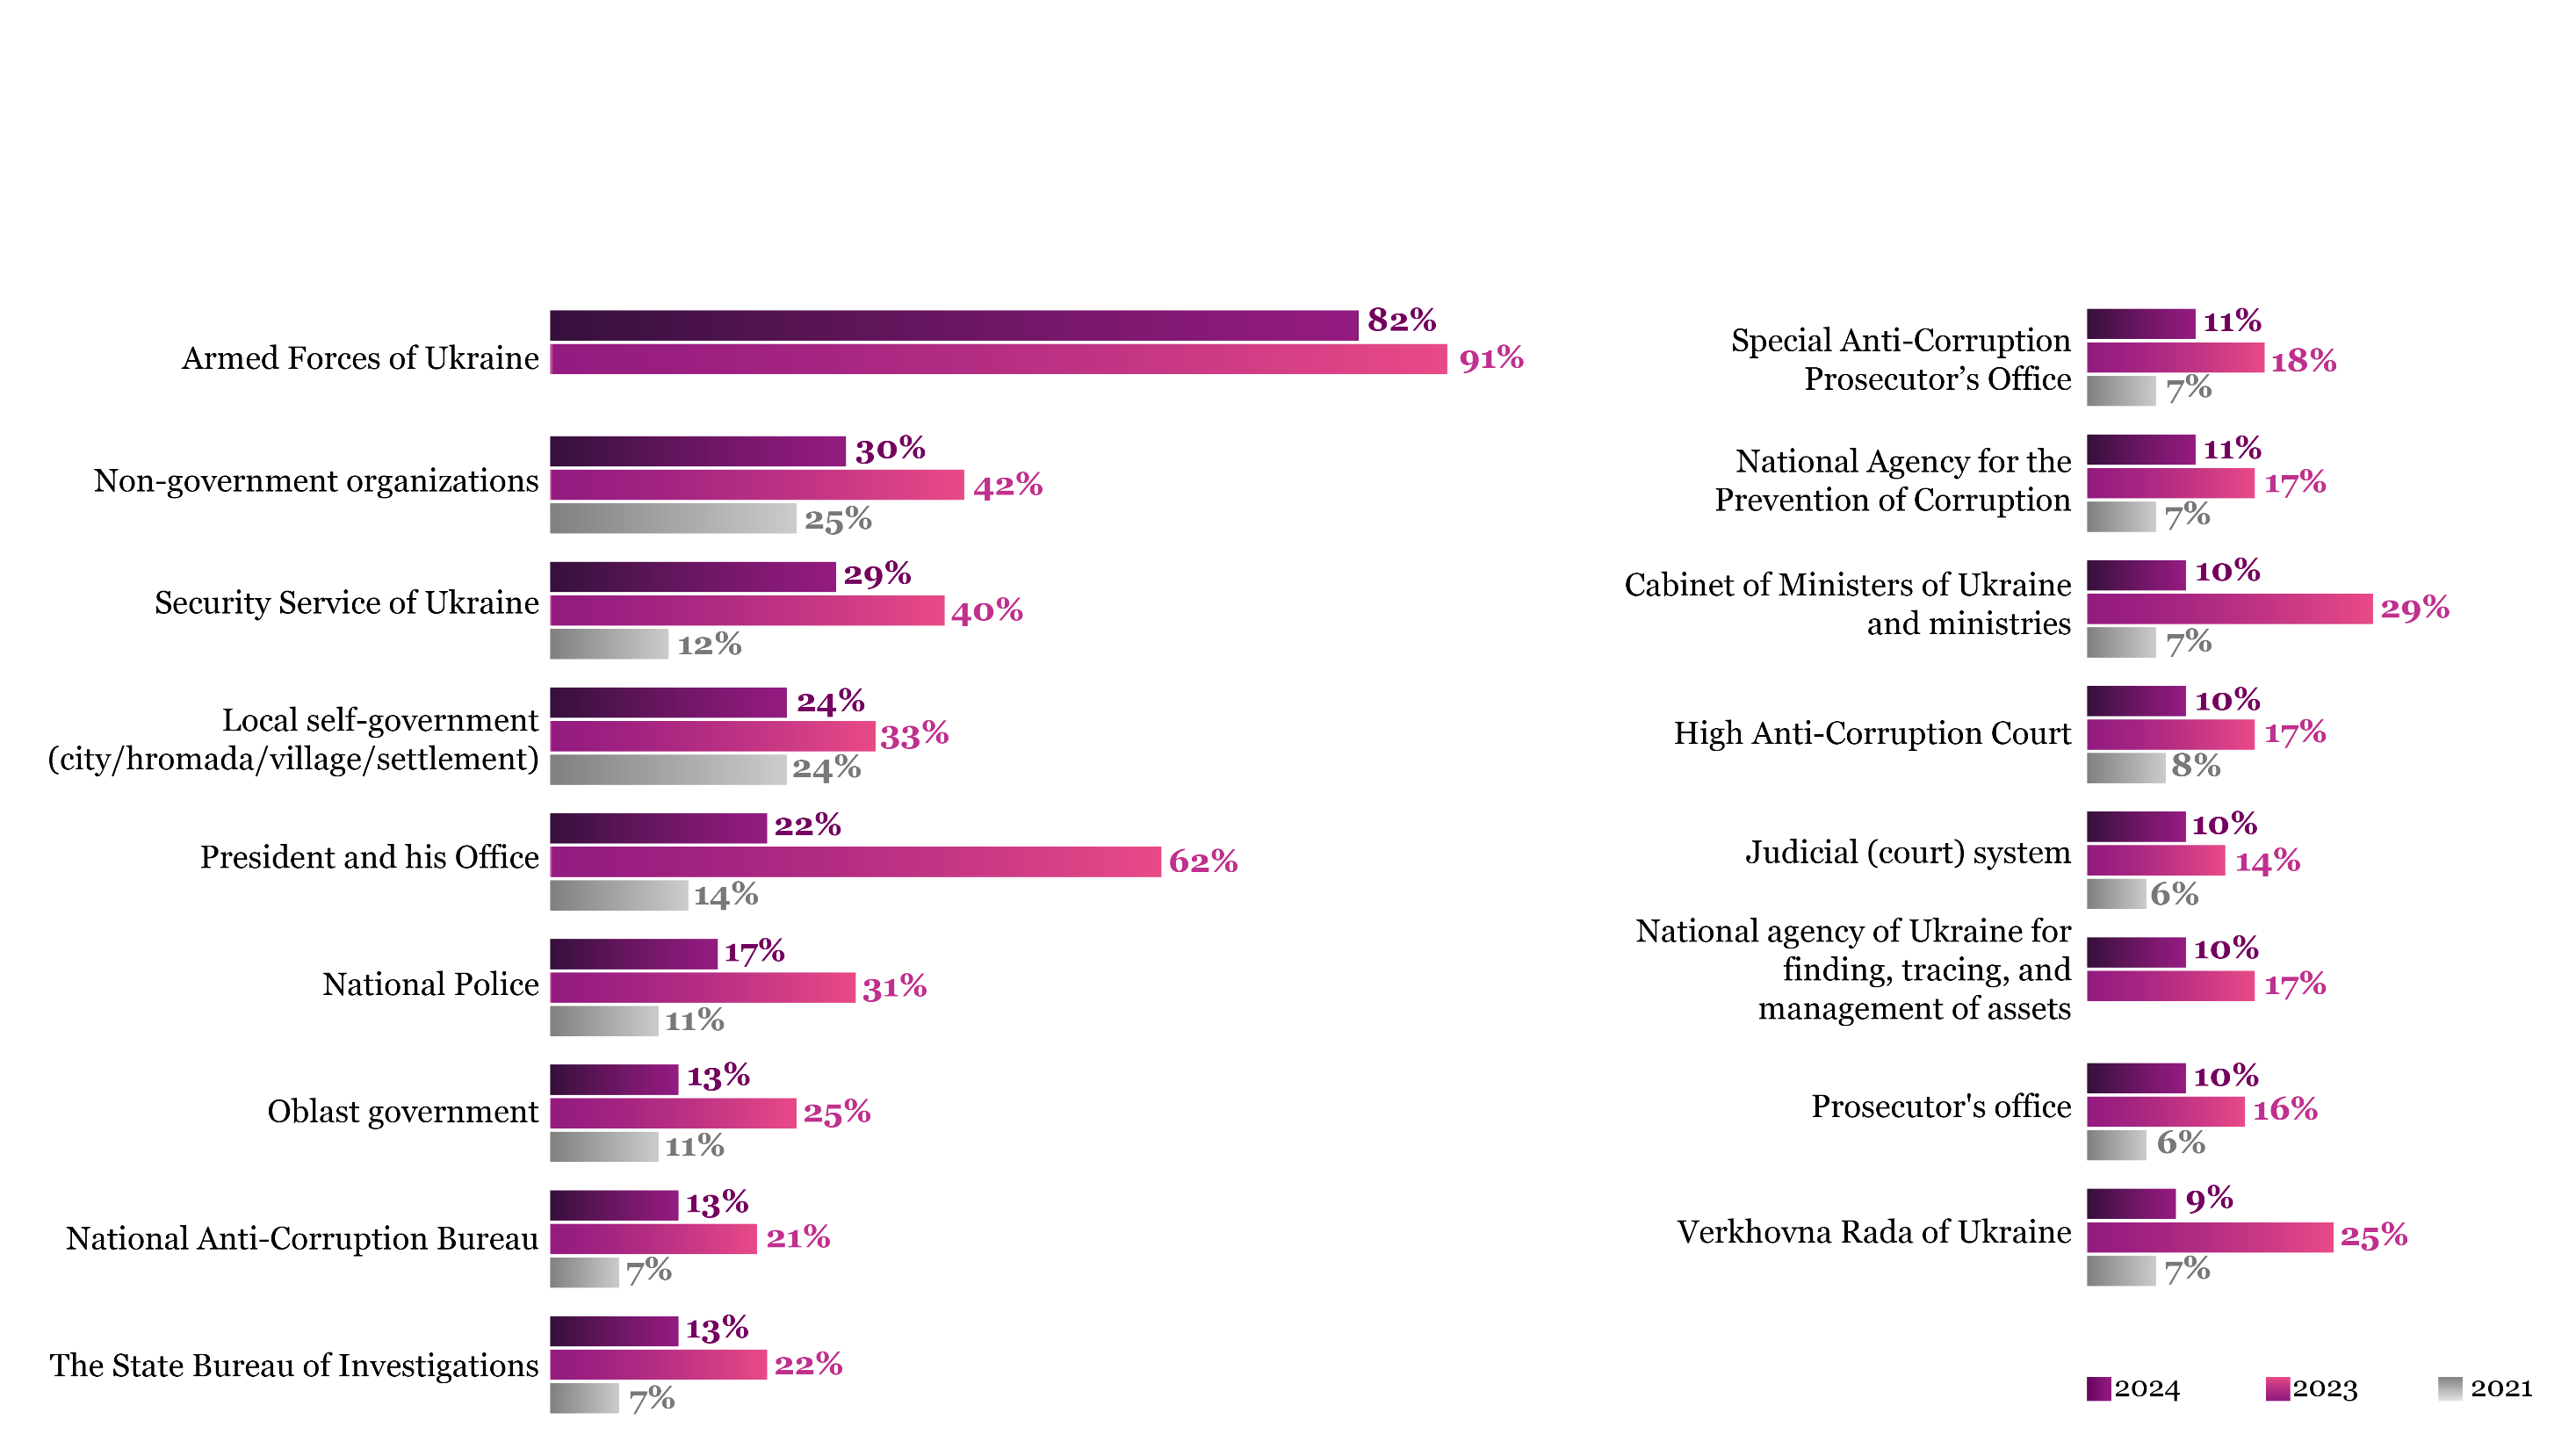 Armed Forces of Ukraine
82%
91%
Non-government organizations
30%
42%
25%
Security Service of Ukraine
29%
40%
12%
Local self-government
(city/hromada/village/settlement)
24%
33%
24%
President and his Office
22%
62%
14%
National Police
17%
31%
11%
Oblast government
13%
25%
11%
National Anti-Corruption Bureau
13%
21%
7%
The State Bureau of Investigations
13%
22%
7%
Special Anti-Corruption
Prosecutor’s Office
11%
18%
7%
National Agency for the
Prevention of Corruption
11%
17%
7%
Cabinet of Ministers of Ukraine
and ministries
10%
29%
7%
High Anti-Corruption Court
10%
17%
8%
Judicial (court) system
10%
14%
6%
National agency of Ukraine for
finding, tracing, and
management of assets
10%
17%
Prosecutor's office
10%
16%
6%
Verkhovna Rada of Ukraine
9%
25%
7%
2024 2023 2021